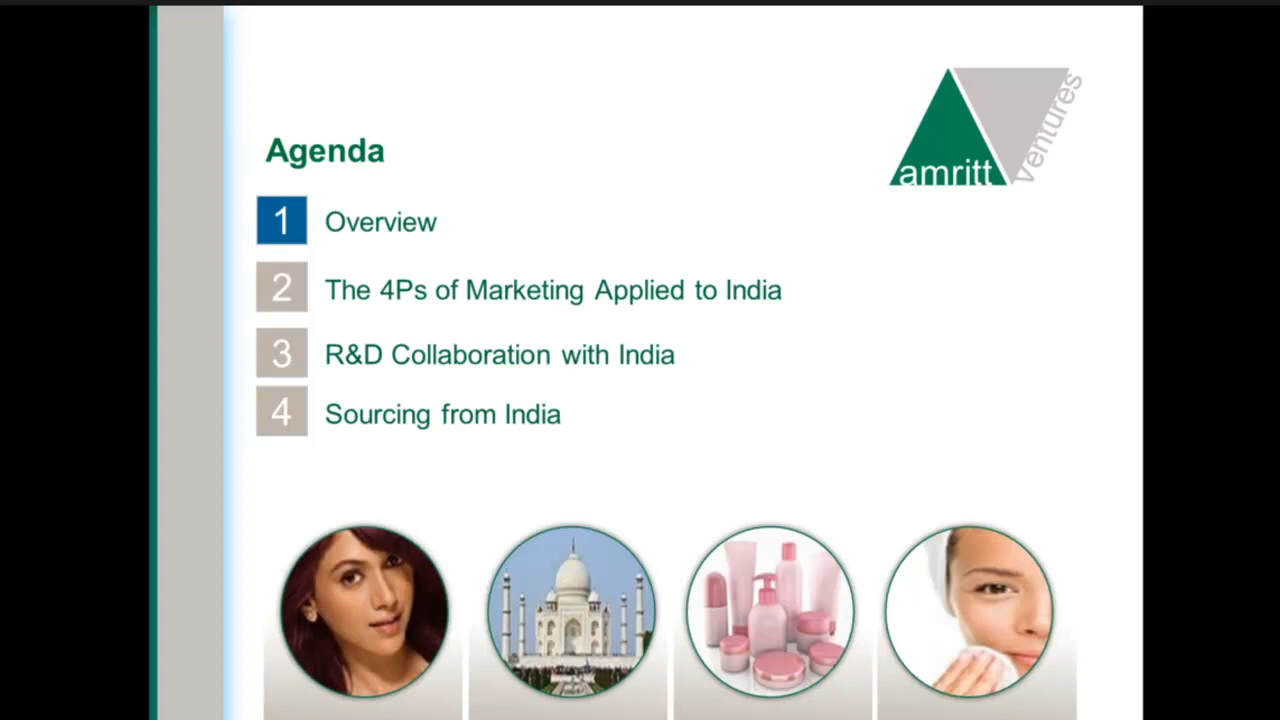 amritt
ventures
Agenda
1 Overview
2 The 4Ps of Marketing Applied to India
3 R&D Collaboration with India
4 Sourcing from India